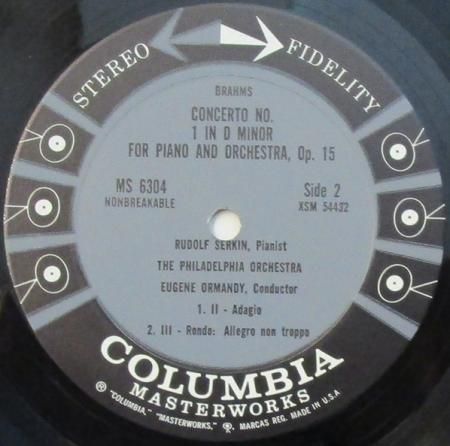 STEREO FIDELITY
BRAHMS
CONCERTO NO.
1 IN D MINOR
FOR PIANO AND ORCHESTRA, Op. 15
MS 6304
NONBREAKABLE
Side 2
XSM 54432
RUDOLF SERKIN, Pianist
THE PHILADELPHIA ORCHESTRA
EUGENE ORMANDY, Conductor
1. II - Adagio
2. III - Rondo: Allegro non troppo
COLUMBIA
MASTERWORKS
® "COLUMBIA," "MASTERWORKS," MARCAS REG. MADE IN U.S.A.